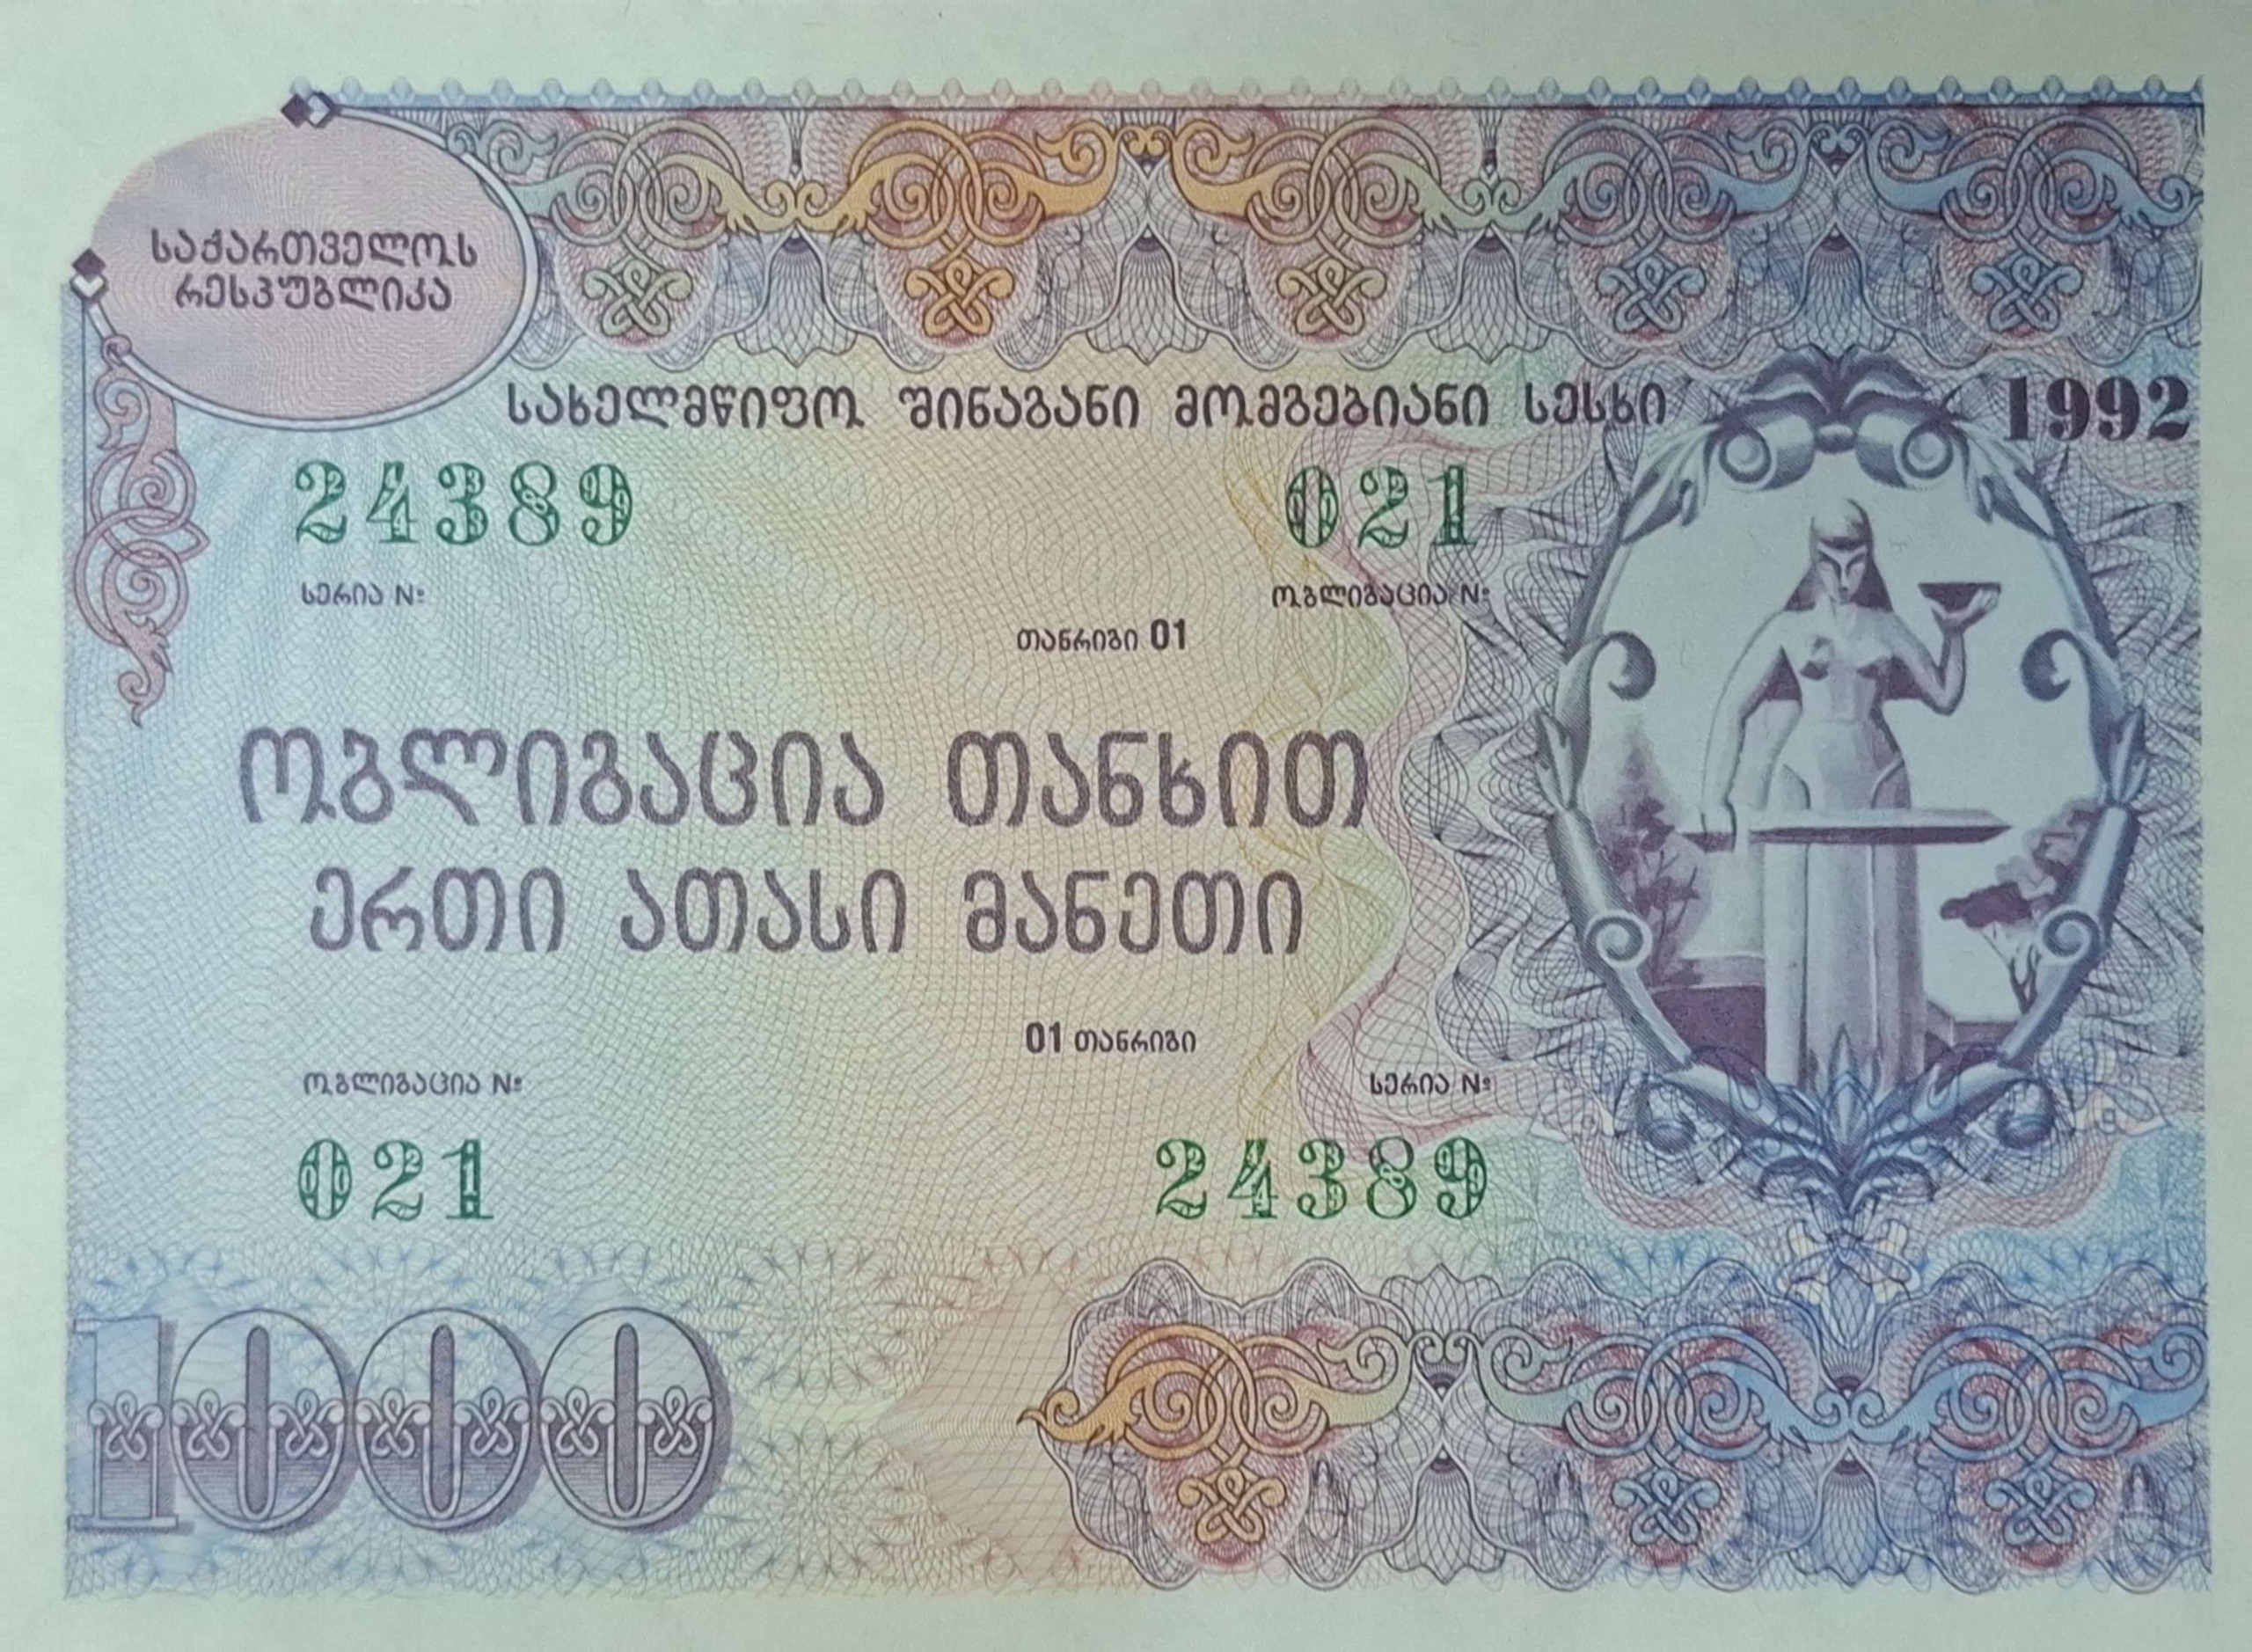 საქართველოს
რესპუბლიკა
სახელმწიფო შინაგანი მომგებიანი სესხი 1992
24389 021
სერია №
ობლიგაცია №
თანრიგი 01
ობლიგაცია თანხით
ერთი ათასი მანეთი
01 თანრიგი
ობლიგაცია № სერია №
021 24389
1000